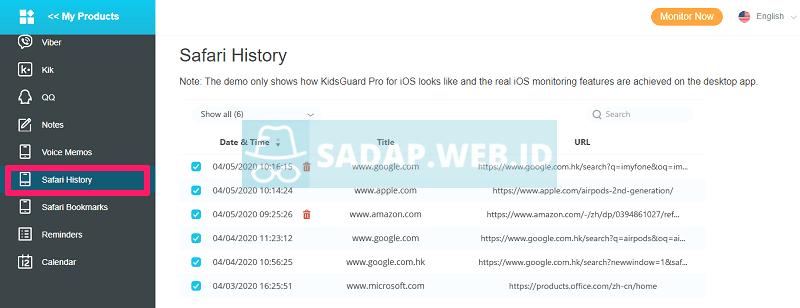 << My Products
Monitor Now
English
Viber
Kik
QQ
Notes
Voice Memos
Safari History
Safari Bookmarks
Reminders
Calendar
Safari History
Note: The demo only shows how KidsGuard Pro for iOS looks like and the real iOS monitoring features are achieved on the desktop app.
Show all (6)
Search
Date & Time Title URL
SADAP.WEB.ID
04/05/2020 10:16:15 www.google.com https://www.google.com.hk/search?q=imyfone&oq=im...
04/05/2020 10:14:24 www.apple.com https://www.apple.com/airpods-2nd-generation/
04/05/2020 09:25:26 www.amazon.com https://www.amazon.com/-/zh/dp/0394861027/ref...
04/04/2020 11:23:12 www.google.com https://www.google.com.hk/search?q=airpods&oq=ai...
04/04/2020 10:56:25 www.google.com.hk https://www.google.com.hk/search?newwindow=1&saf...
04/03/2020 16:25:51 www.microsoft.com https://products.office.com/zh-cn/home